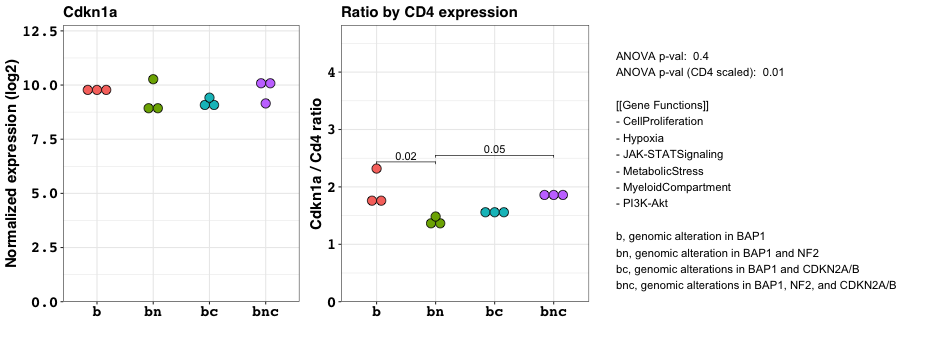 Cdkn1a
Normalized expression (log2)
12.5
10.0
7.5
5.0
2.5
0.0
b
bn
bc
bnc
Ratio by CD4 expression
Cdkn1a / Cd4 ratio
4
3
2
1
0
0.02
0.05
b
bn
bc
bnc
ANOVA p-val: 0.4
ANOVA p-val (CD4 scaled): 0.01
[[Gene Functions]]
- CellProliferation
- Hypoxia
- JAK-STATSignaling
- MetabolicStress
- MyeloidCompartment
- PI3K-Akt
b, genomic alteration in BAP1
bn, genomic alteration in BAP1 and NF2
bc, genomic alterations in BAP1 and CDKN2A/B
bnc, genomic alterations in BAP1, NF2, and CDKN2A/B